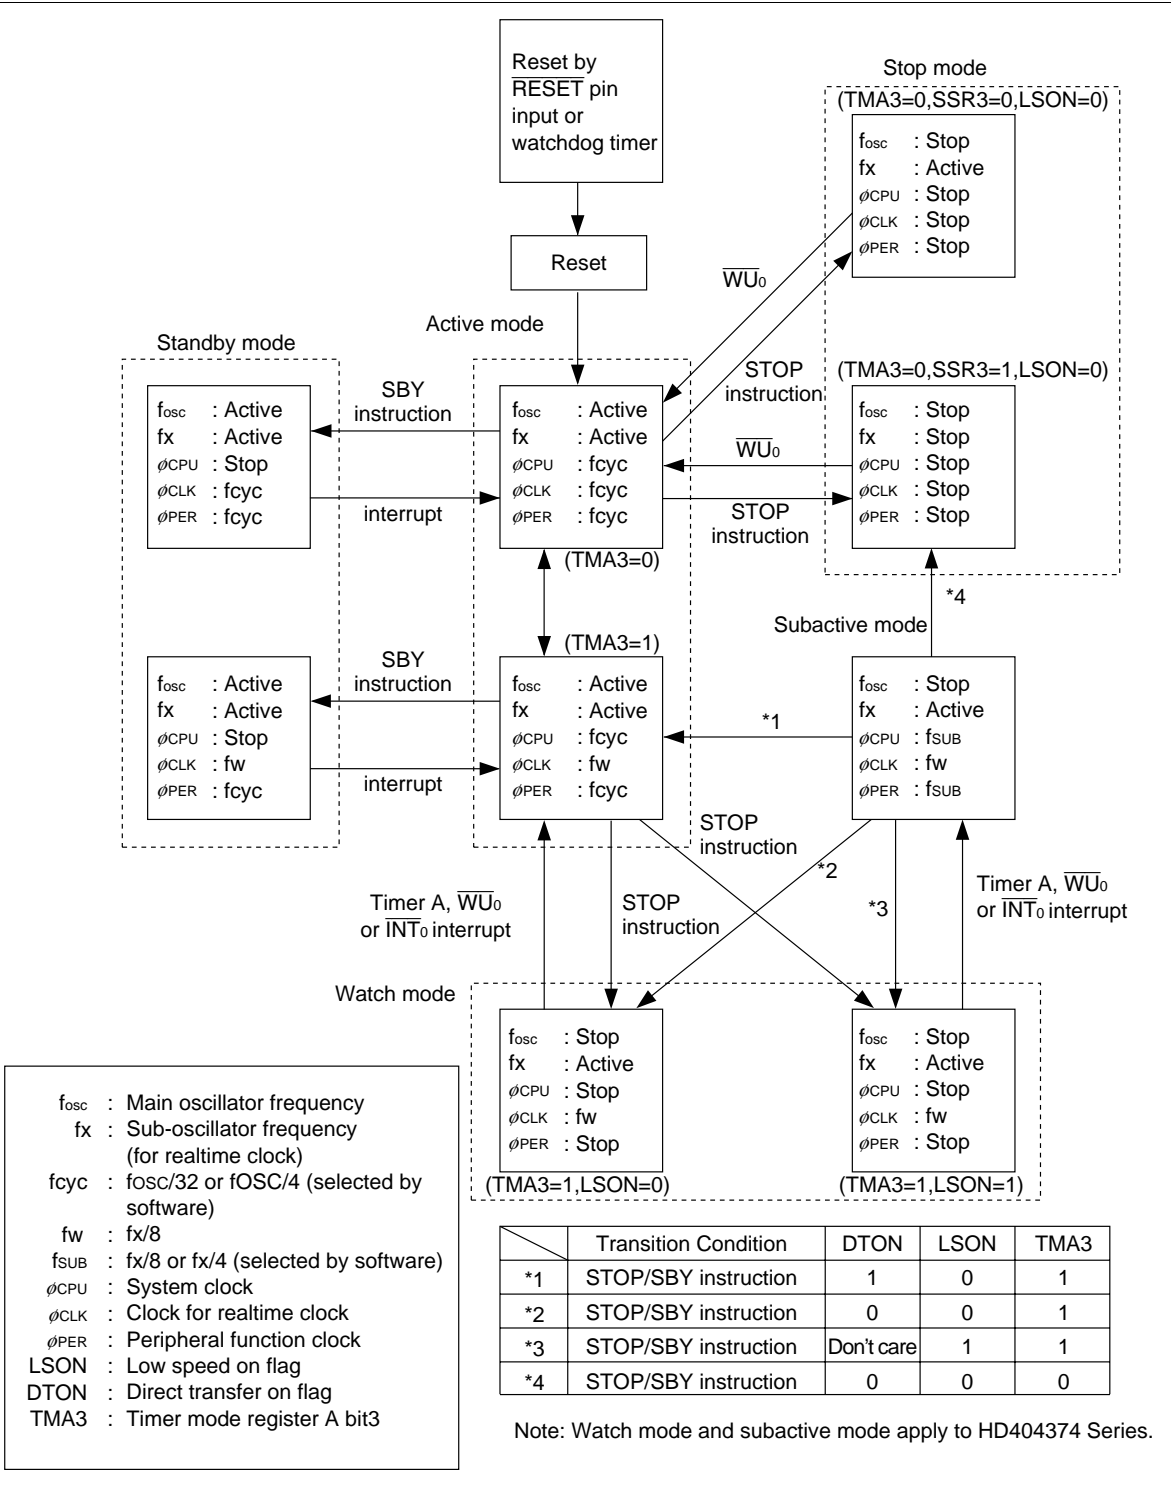 Reset by
RESET pin
input or
watchdog timer
Reset
Stop mode
(TMA3=0,SSR3=0,LSON=0)
fosc : Stop
fx : Active
øCPU : Stop
øCLK : Stop
øPER : Stop
WU0
STOP
instruction
Active mode
Standby mode
fosc : Active
fx : Active
øCPU : Stop
øCLK : fcyc
øPER : fcyc
SBY
instruction
interrupt
fosc : Active
fx : Active
øCPU : fcyc
øCLK : fcyc
øPER : fcyc
(TMA3=0)
WU0
STOP
instruction
(TMA3=0,SSR3=1,LSON=0)
fosc : Stop
fx : Stop
øCPU : Stop
øCLK : Stop
øPER : Stop
*4
Subactive mode
(TMA3=1)
fosc : Active
fx : Active
øCPU : Stop
øCLK : fw
øPER : fcyc
SBY
instruction
interrupt
fosc : Active
fx : Active
øCPU : fcyc
øCLK : fw
øPER : fcyc
*1
fosc : Stop
fx : Active
øCPU : fSUB
øCLK : fw
øPER : fSUB
STOP
instruction
*2
Timer A, WU0
or INT0 interrupt
STOP
instruction
*3
Timer A, WU0
or INT0 interrupt
Watch mode
fosc : Stop
fx : Active
øCPU : Stop
øCLK : fw
øPER : Stop
(TMA3=1,LSON=0)
fosc : Stop
fx : Active
øCPU : Stop
øCLK : fw
øPER : Stop
(TMA3=1,LSON=1)
fosc : Main oscillator frequency
fx : Sub-oscillator frequency
(for realtime clock)
fcyc : fOSC/32 or fOSC/4 (selected by
software)
fw : fx/8
fSUB : fx/8 or fx/4 (selected by software)
øCPU : System clock
øCLK : Clock for realtime clock
øPER : Peripheral function clock
LSON : Low speed on flag
DTON : Direct transfer on flag
TMA3 : Timer mode register A bit3
Transition Condition DTON LSON TMA3
*1 STOP/SBY instruction 1 0 1
*2 STOP/SBY instruction 0 0 1
*3 STOP/SBY instruction Don't care 1 1
*4 STOP/SBY instruction 0 0 0
Note: Watch mode and subactive mode apply to HD404374 Series.